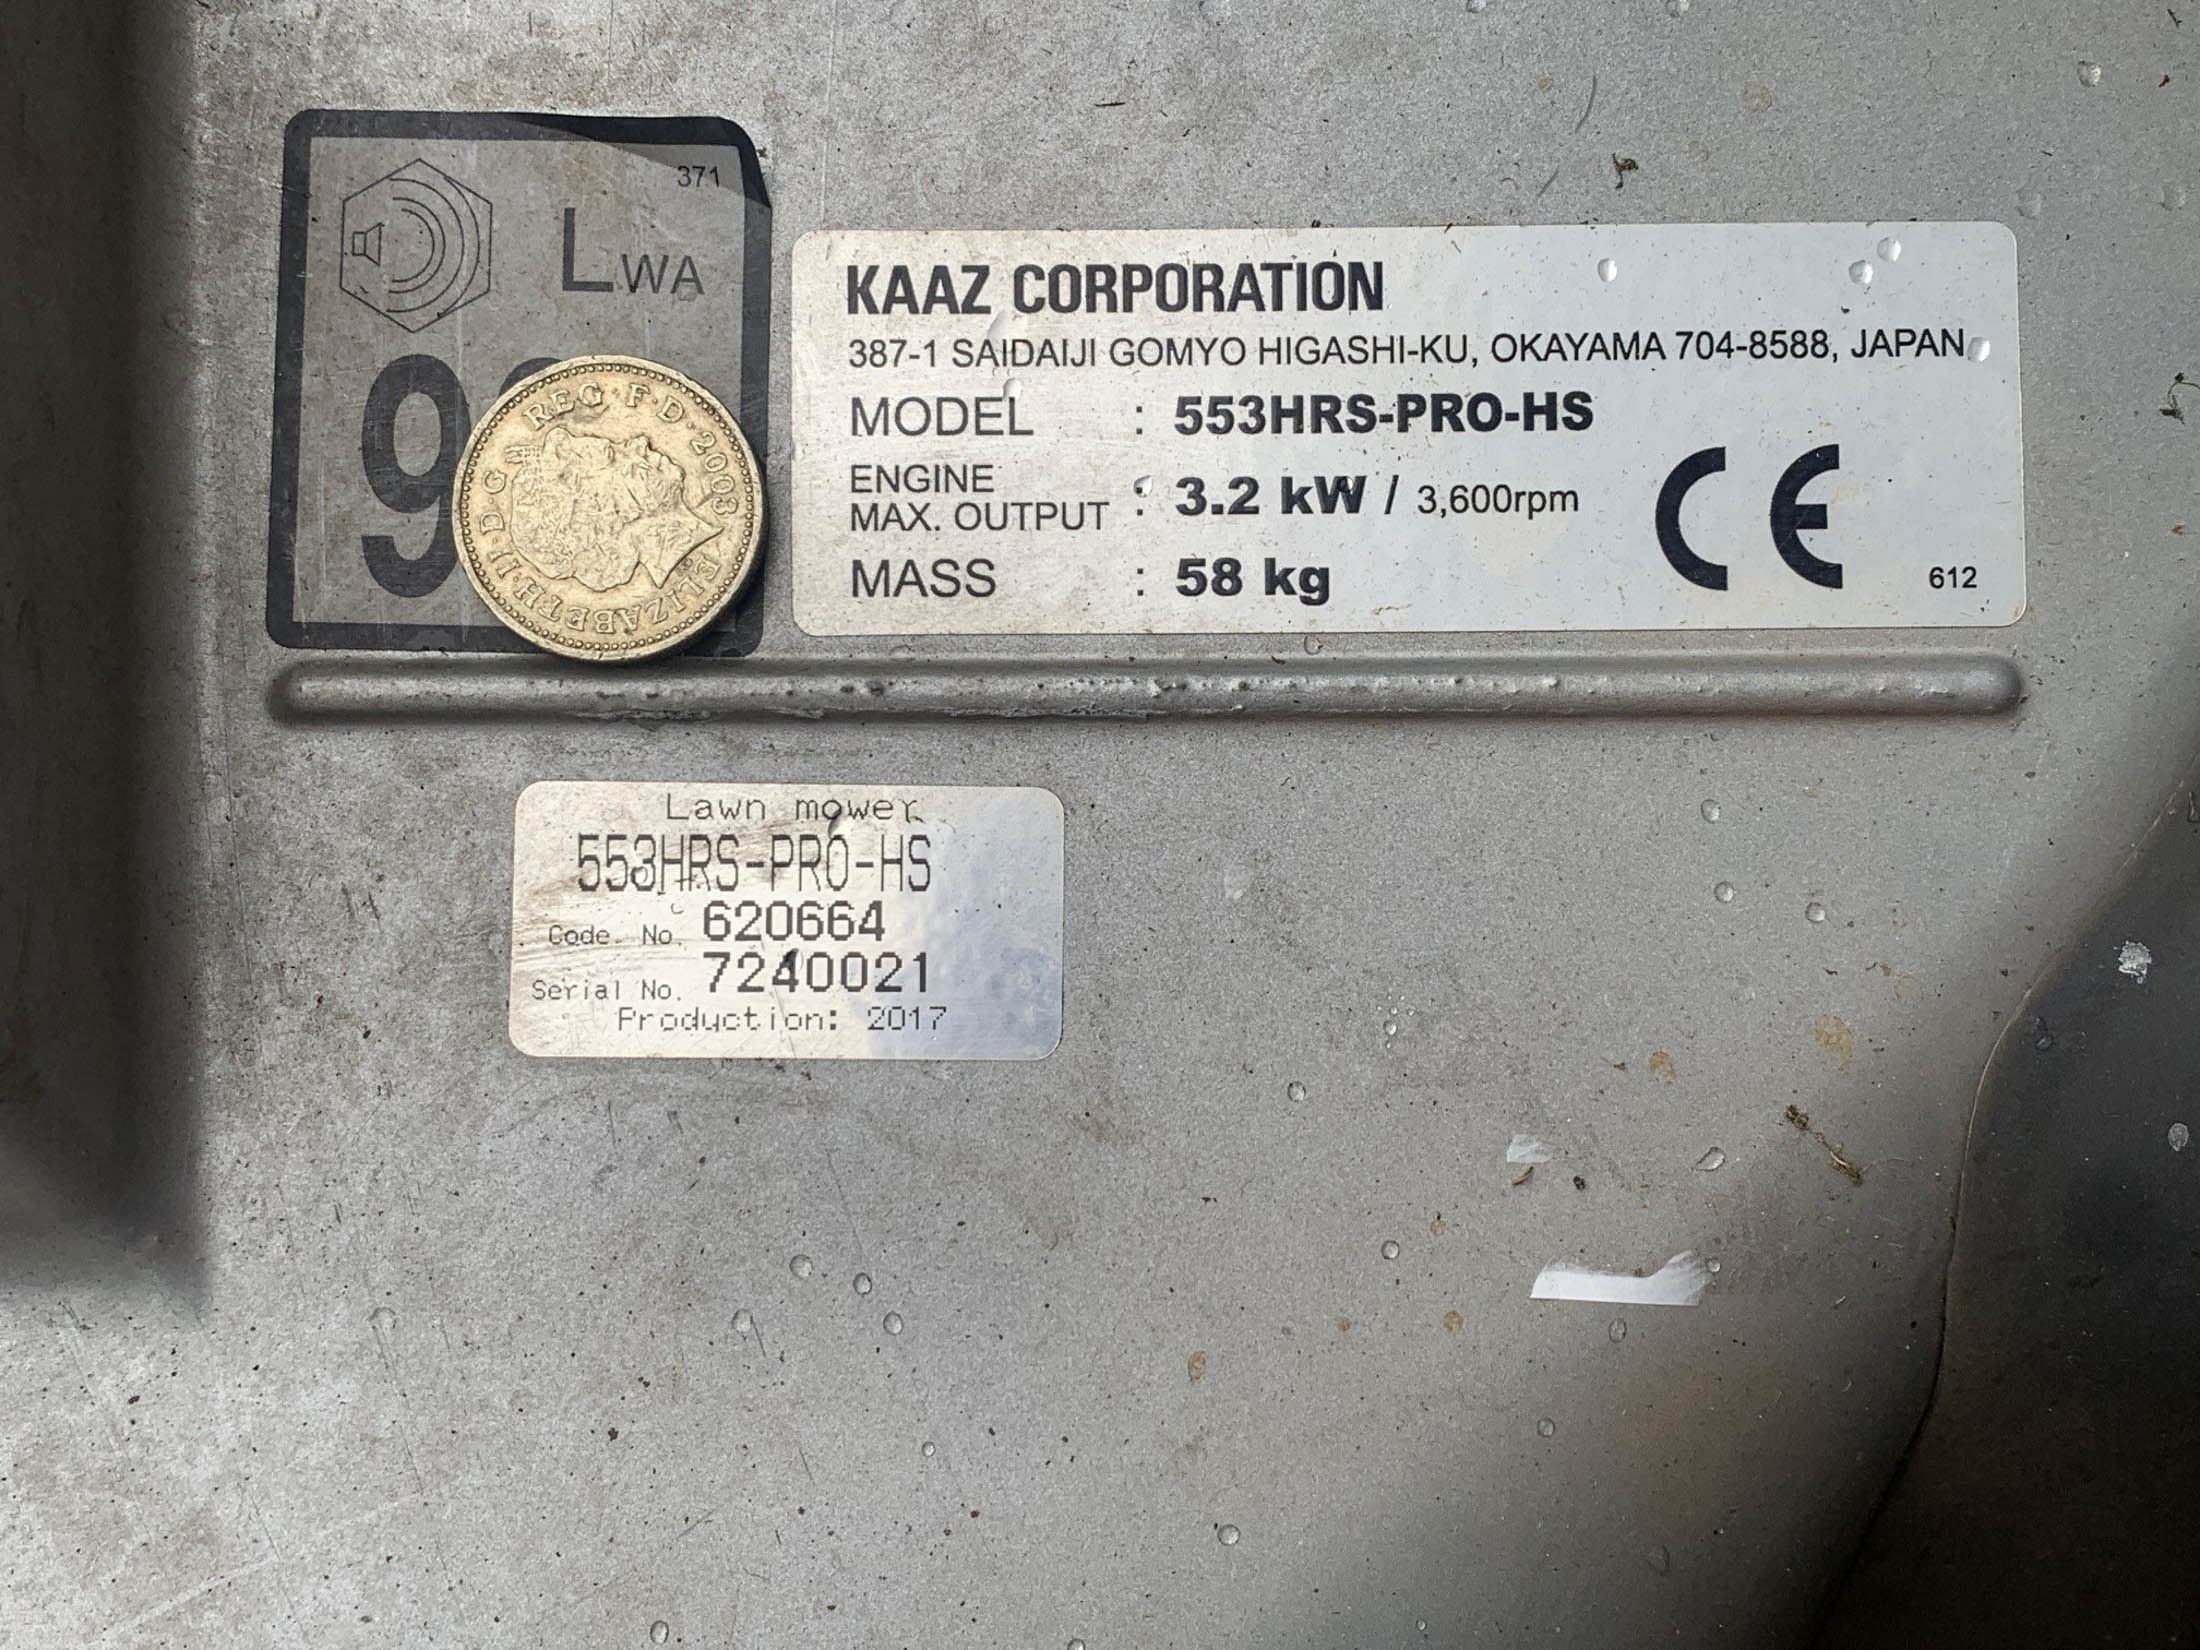 371
LWA
9
REG·F·D·2003
ELIZABETH·II·D·G
KAAZ CORPORATION
387-1 SAIDAIJI GOMYO HIGASHI-KU, OKAYAMA 704-8588, JAPAN
MODEL : 553HRS-PRO-HS
ENGINE
MAX. OUTPUT : 3.2 kW / 3,600rpm
MASS : 58 kg
CE
612
Lawn mower
553HRS-PRO-HS
Code. No. 620664
Serial No. 7240021
Production: 2017